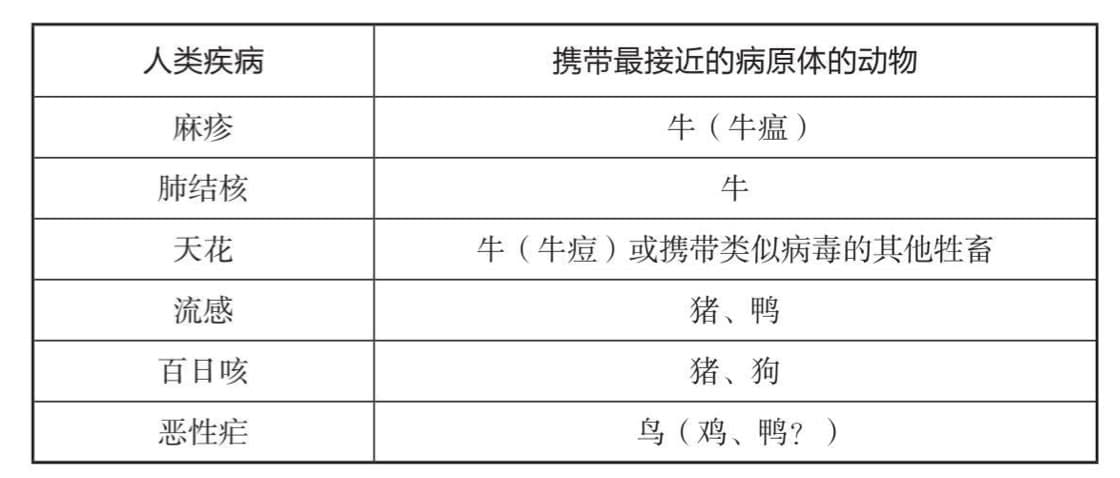 人类疾病 携带最接近的病原体的动物
麻疹 牛（牛瘟）
肺结核 牛
天花 牛（牛痘）或携带类似病毒的其他牲畜
流感 猪、鸭
百日咳 猪、狗
恶性疟 鸟（鸡、鸭？）